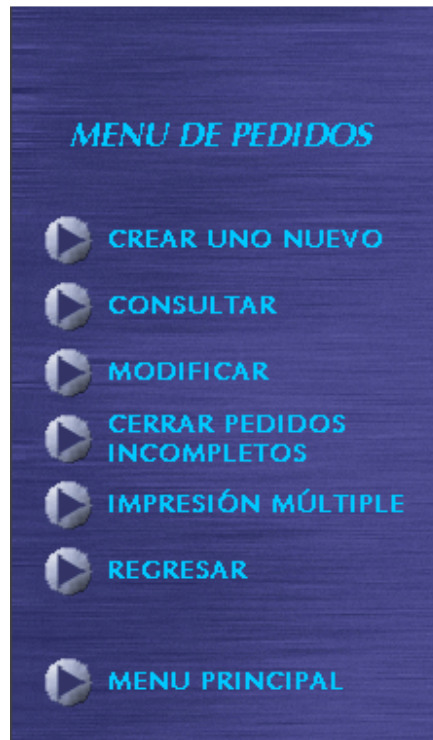 MENU DE PEDIDOS
CREAR UNO NUEVO
CONSULTAR
MODIFICAR
CERRAR PEDIDOS
INCOMPLETOS
IMPRESIÓN MÚLTIPLE
REGRESAR
MENU PRINCIPAL